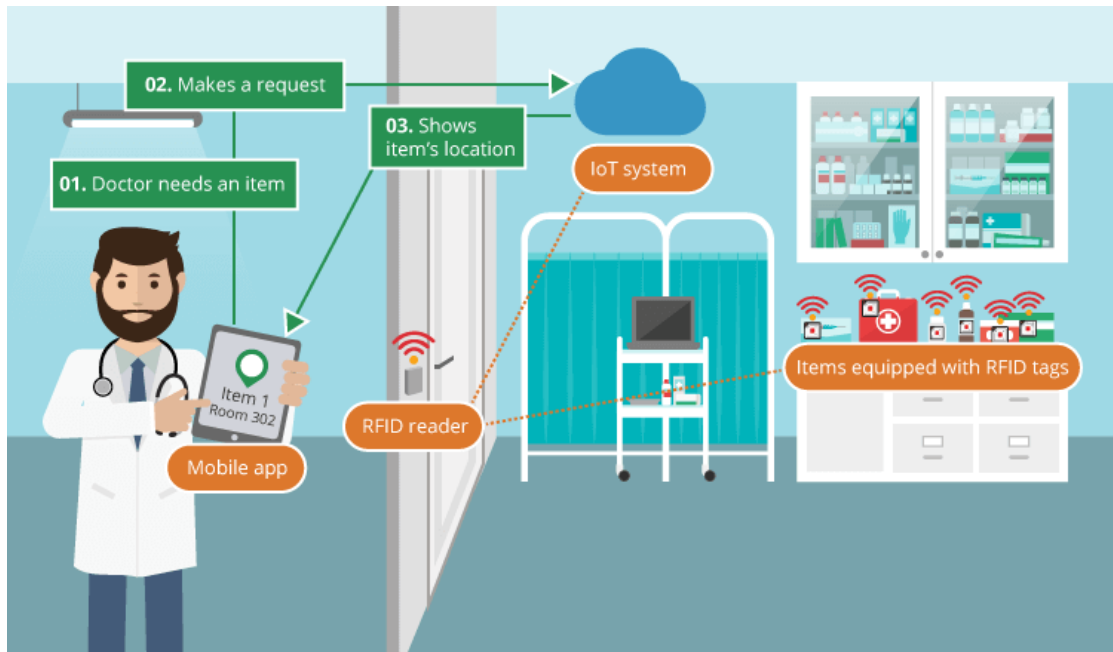 02. Makes a request
03. Shows
item's location
01. Doctor needs an item
IoT system
Item 1
Room 302
Mobile app
RFID reader
Items equipped with RFID tags